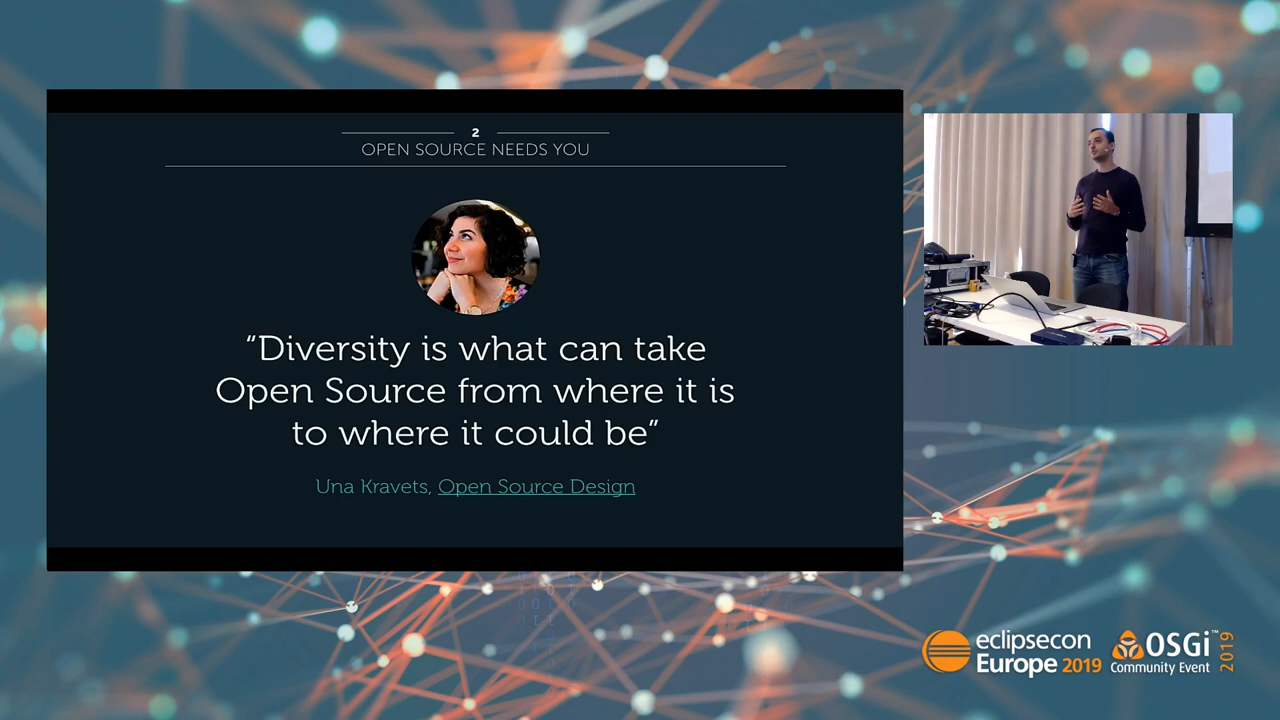 2
OPEN SOURCE NEEDS YOU
“Diversity is what can take
Open Source from where it is
to where it could be”
Una Kravets, Open Source Design
eclipsecon
Europe 2019
OSGi™
Community Event
2019